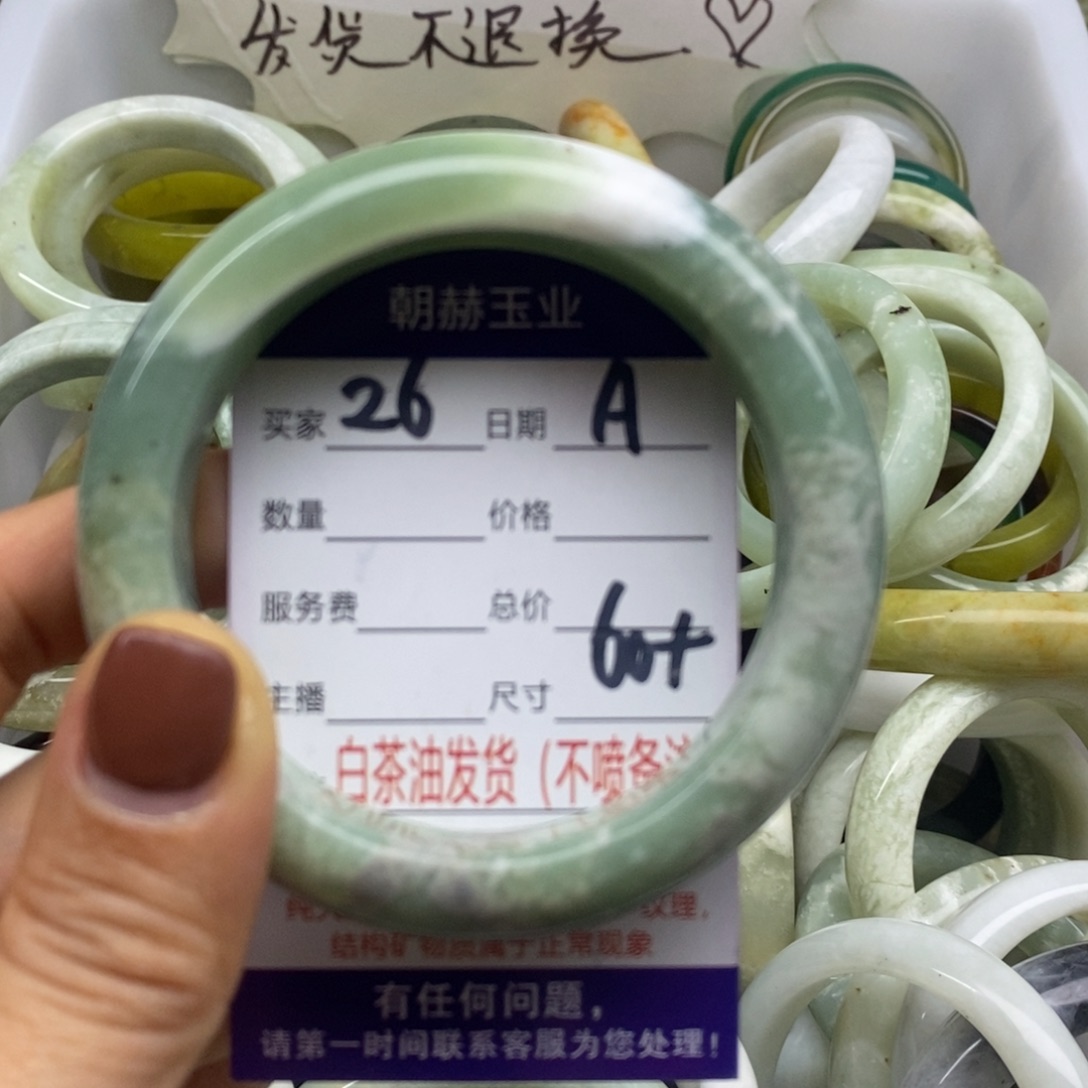 发货不退换.
朝赫玉业
买家 26 日期 A
数量 价格
服务费 总价
60+
主播 尺寸
白茶油发货(不喷
纹理,
结构矿物质属于正常现象
有任何问题,
请第一时间联系客服为您处理!